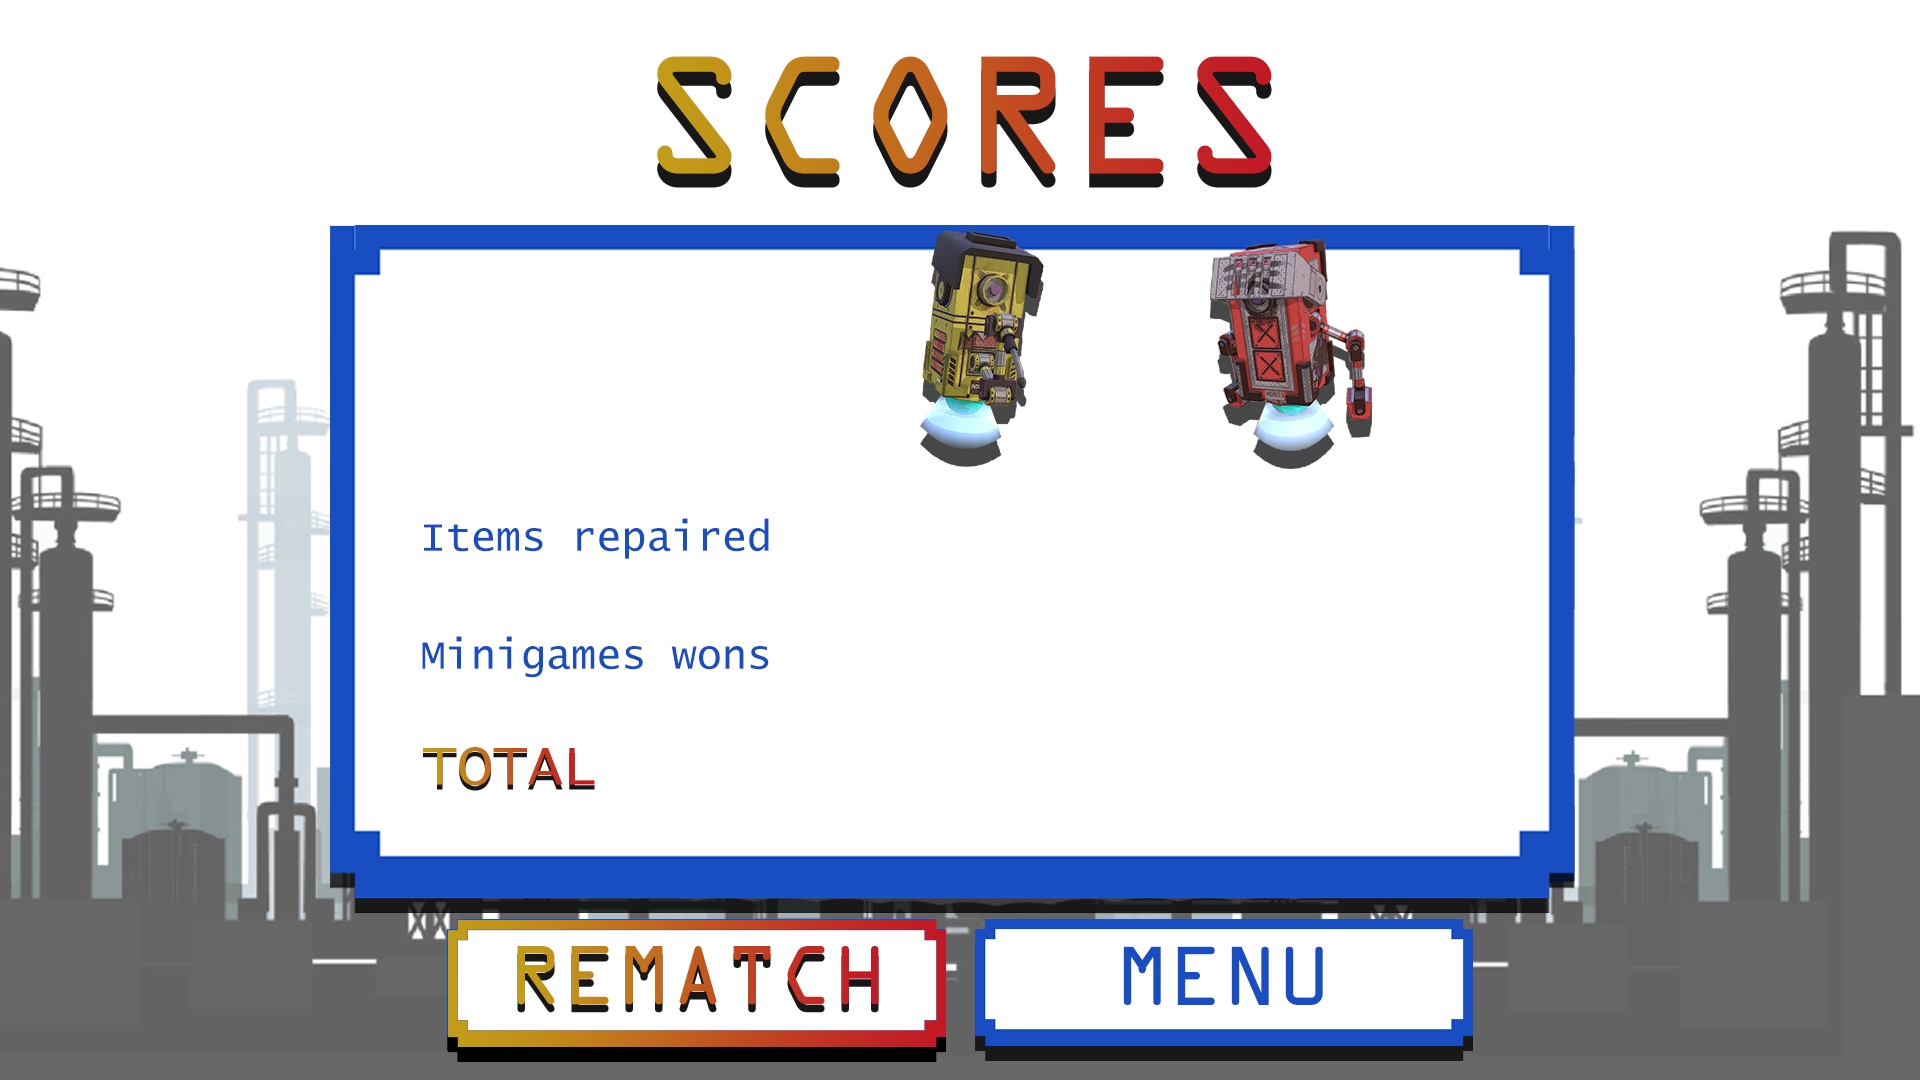 SCORES
Items repaired
Minigames wons
TOTAL
REMATCH
MENU